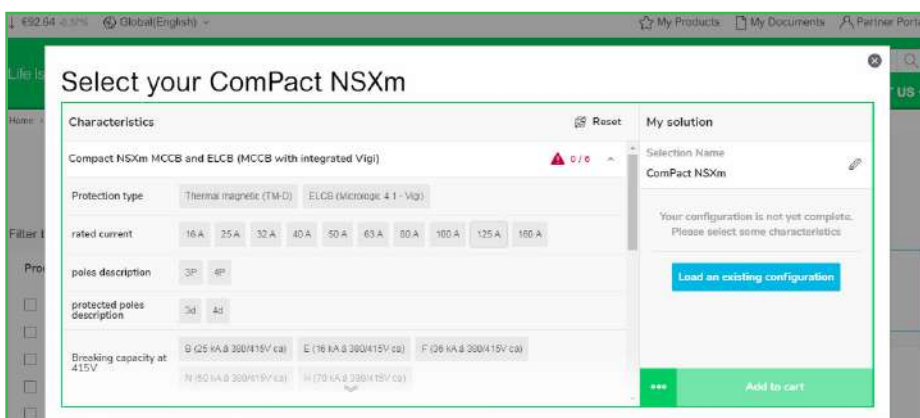 €92.64 -0.57% Global(English)
My Products My Documents Partner Port
Life is
US
Home
Select your ComPact NSXm
Characteristics Reset My solution
Compact NSXm MCCB and ELCB (MCCB with integrated Vigi) 0/6
Selection Name
ComPact NSXm
Protection type Thermal magnetic (TM-D) ELCB (Micrologic 4.1 - Vigi)
Your configuration is not yet complete.
Please select some characteristics
Filter
rated current 16 A 25 A 32 A 40 A 50 A 63 A 80 A 100 A 125 A 160 A
poles description 3P 4P
Load an existing configuration
Pro
protected poles
description
3d 4d
Breaking capacity at
415V
B (25 kA à 380/415V ca) E (16 kA à 380/415V ca) F (36 kA à 380/415V ca)
N (50 kA à 380/415V ca) H (70 kA à 380/415V ca)
Add to cart